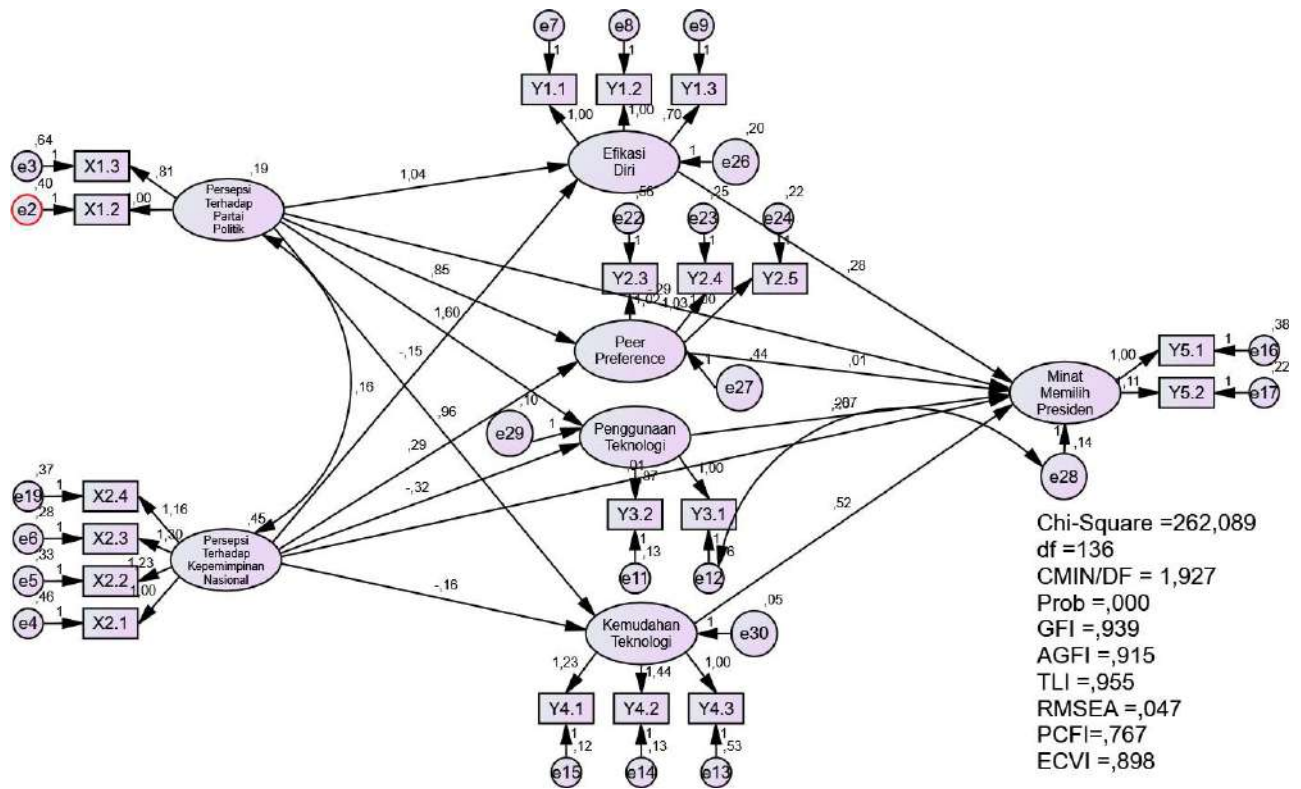 e7
e8
e9
1
1
1
Y1.1
Y1.2
Y1.3
1,00
1,00
,70
,20
,64
e3
1
X1.3
,81
,19
Efikasi
Diri
1
e26
,40
e2
1
X1.2
,00
Persepsi
Terhadap
Partai
Politik
1,04
,56
,25
,22
e22
e23
e24
1
1
1
Y2.3
Y2.4
Y2.5
,28
,85
1,02
1,03
1,00
-,29
1,60
Peer
Preference
-,15
,44
,01
1
e27
,38
Y5.1
1
e16
1,00
,22
Minat
Memilih
Presiden
,11
Y5.2
1
e17
,16
,96
,10
e29
1
Penggunaan
Teknologi
1
,14
e28
,29
,01
1,00
-,32
,37
e19
1
X2.4
1,16
,28
e6
1
X2.3
1,30
,33
e5
1
X2.2
1,23
,46
e4
1
X2.1
1,00
,45
Persepsi
Terhadap
Kepemimpinan
Nasional
Y3.2
Y3.1
,52
1
,13
1
e11
e12
-,16
,05
Kemudahan
Teknologi
1
e30
1,23
1,44
1,00
Y4.1
Y4.2
Y4.3
1
,12
1
,13
1
,53
e15
e14
e13
Chi-Square =262,089
df =136
CMIN/DF = 1,927
Prob =,000
GFI =,939
AGFI =,915
TLI =,955
RMSEA =,047
PCFI=,767
ECVI =,898